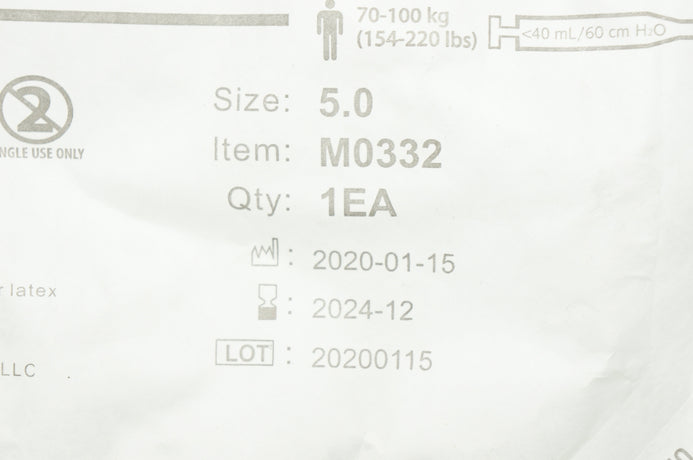 70-100 kg
(154-220 lbs)
<40 mL/60 cm H₂O
2
NGLE USE ONLY
Size: 5.0
Item: M0332
Qty: 1EA
: 2020-01-15
: 2024-12
LOT : 20200115
r latex
LLC .